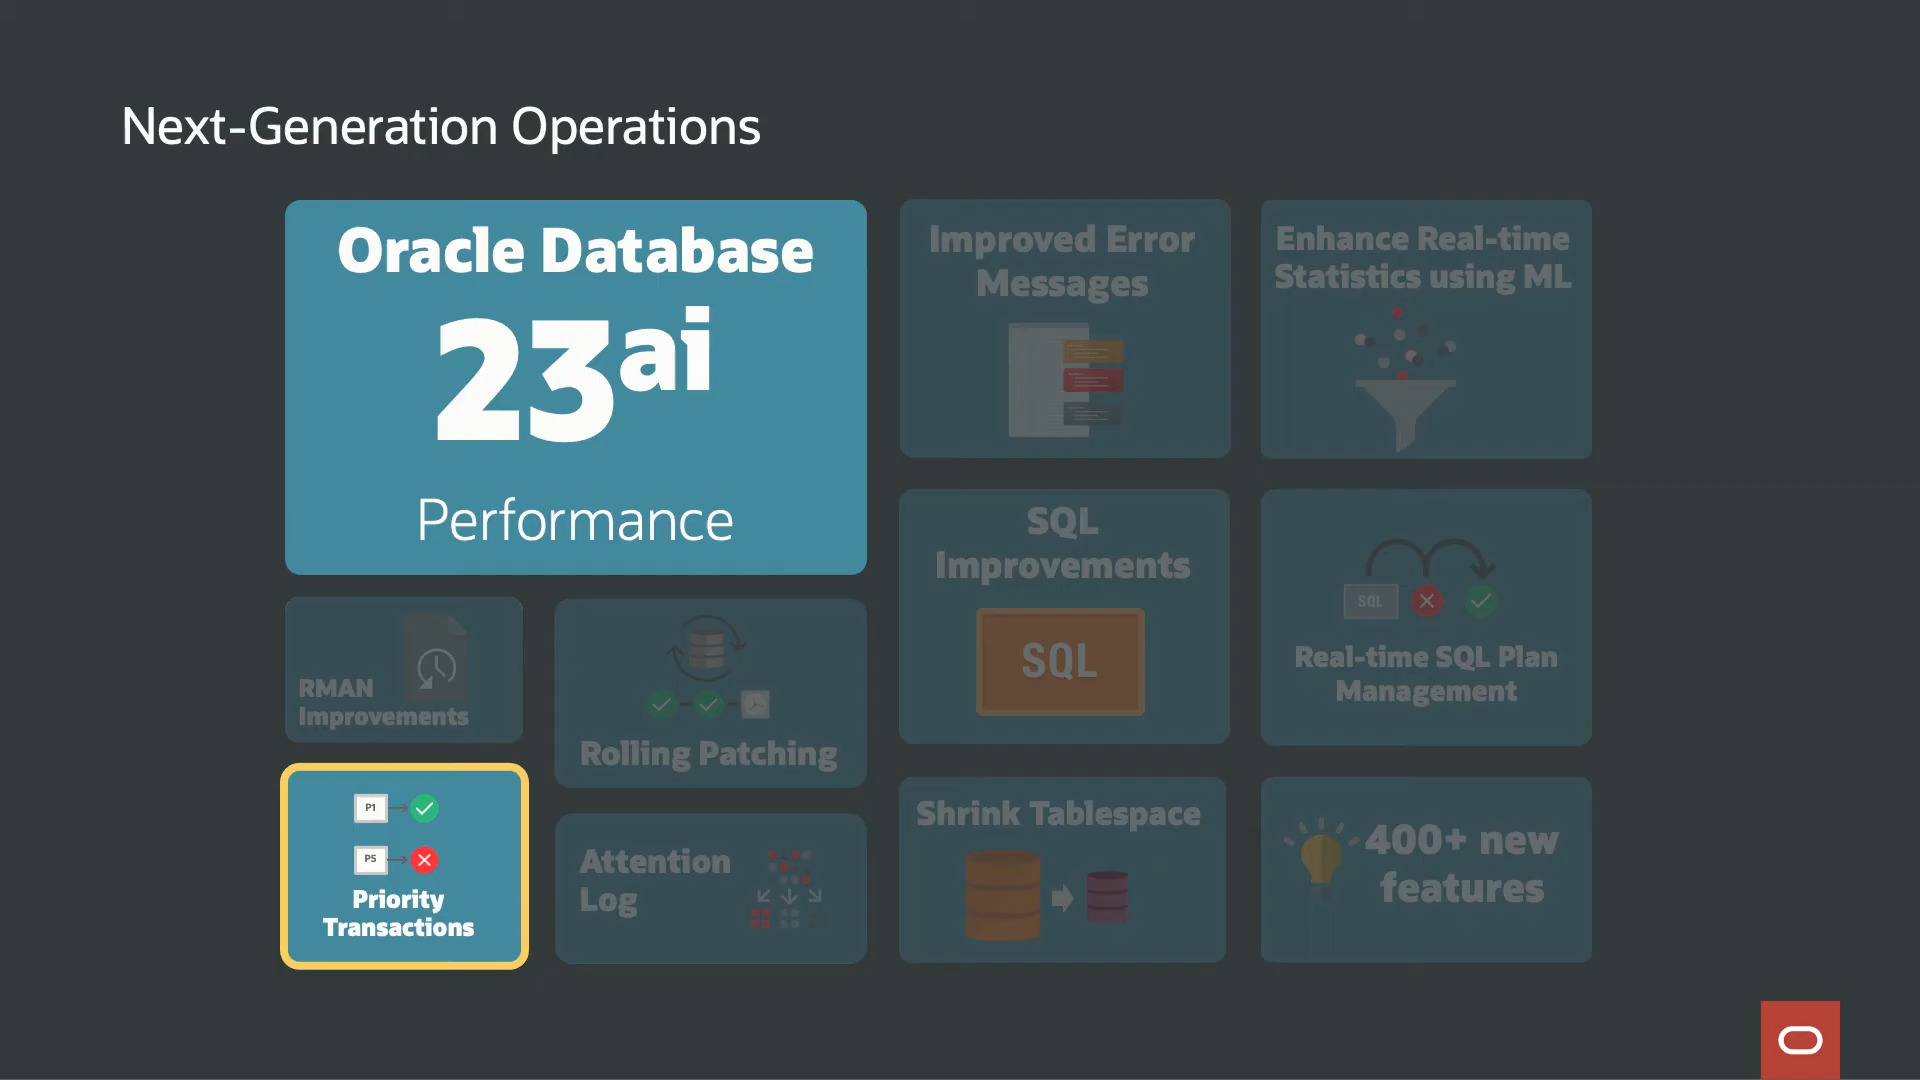 Next-Generation Operations
Oracle Database
23ai
Performance
Improved Error
Messages
Enhance Real-time
Statistics using ML
RMAN
Improvements
Rolling Patching
SQL
Improvements
SQL
SQL
Real-time SQL Plan
Management
P1
P5
Priority
Transactions
Attention
Log
Shrink Tablespace
400+ new
features